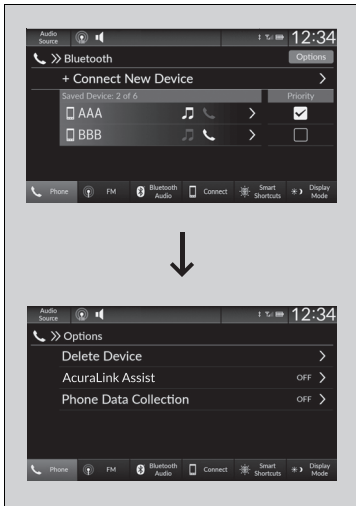 Audio
Source
12:34
Bluetooth
Options
+ Connect New Device
Saved Device: 2 of 6
Priority
AAA
BBB
Phone
FM
Bluetooth
Audio
Connect
Smart
Shortcuts
Display
Mode
Audio
Source
12:34
Options
Delete Device
AcuraLink Assist OFF
Phone Data Collection OFF
Phone
FM
Bluetooth
Audio
Connect
Smart
Shortcuts
Display
Mode